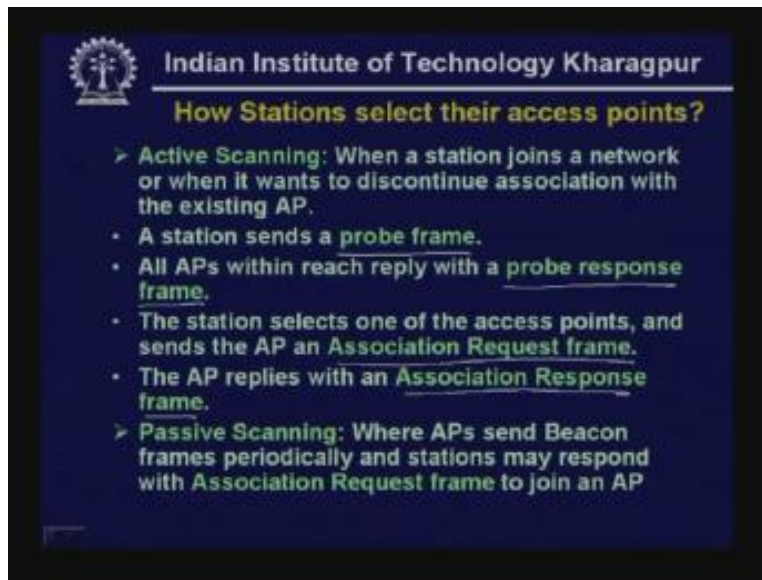 Indian Institute of Technology Kharagpur
How Stations select their access points?
➤ Active Scanning: When a station joins a network
or when it wants to discontinue association with
the existing AP.
• A station sends a probe frame.
• All APs within reach reply with a probe response
frame.
• The station selects one of the access points, and
sends the AP an Association Request frame.
• The AP replies with an Association Response
frame.
➤ Passive Scanning: Where APs send Beacon
frames periodically and stations may respond
with Association Request frame to join an AP